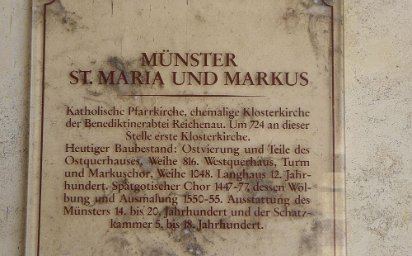 MÜNSTER
ST. MARIA UND MARKUS
Katholische Pfarrkirche, ehemalige Klosterkirche
der Benediktinerabtei Reichenau. Um 724 an dieser
Stelle erste Klosterkirche.
Heutiger Baubestand: Ostvierung und Teile des
Ostquerhauses, Weihe 816. Westquerhaus, Turm
und Markuschor, Weihe 1048. Langhaus 12. Jahr-
hundert. Spätgotischer Chor 1447-77, dessen Wöl-
bung und Ausmalung 1550-55. Ausstattung des
Münsters 14. bis 20. Jahrhundert und der Schatz-
kammer 5. bis 18. Jahrhundert.